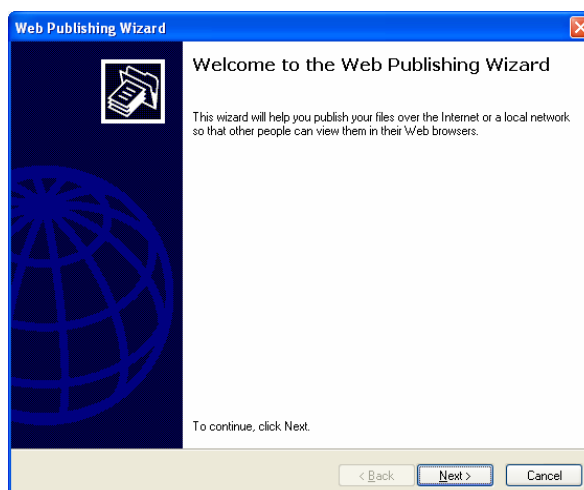 Web Publishing Wizard
Welcome to the Web Publishing Wizard
This wizard will help you publish your files over the Internet or a local network
so that other people can view them in their Web browsers.
To continue, click Next.
< Back
Next >
Cancel